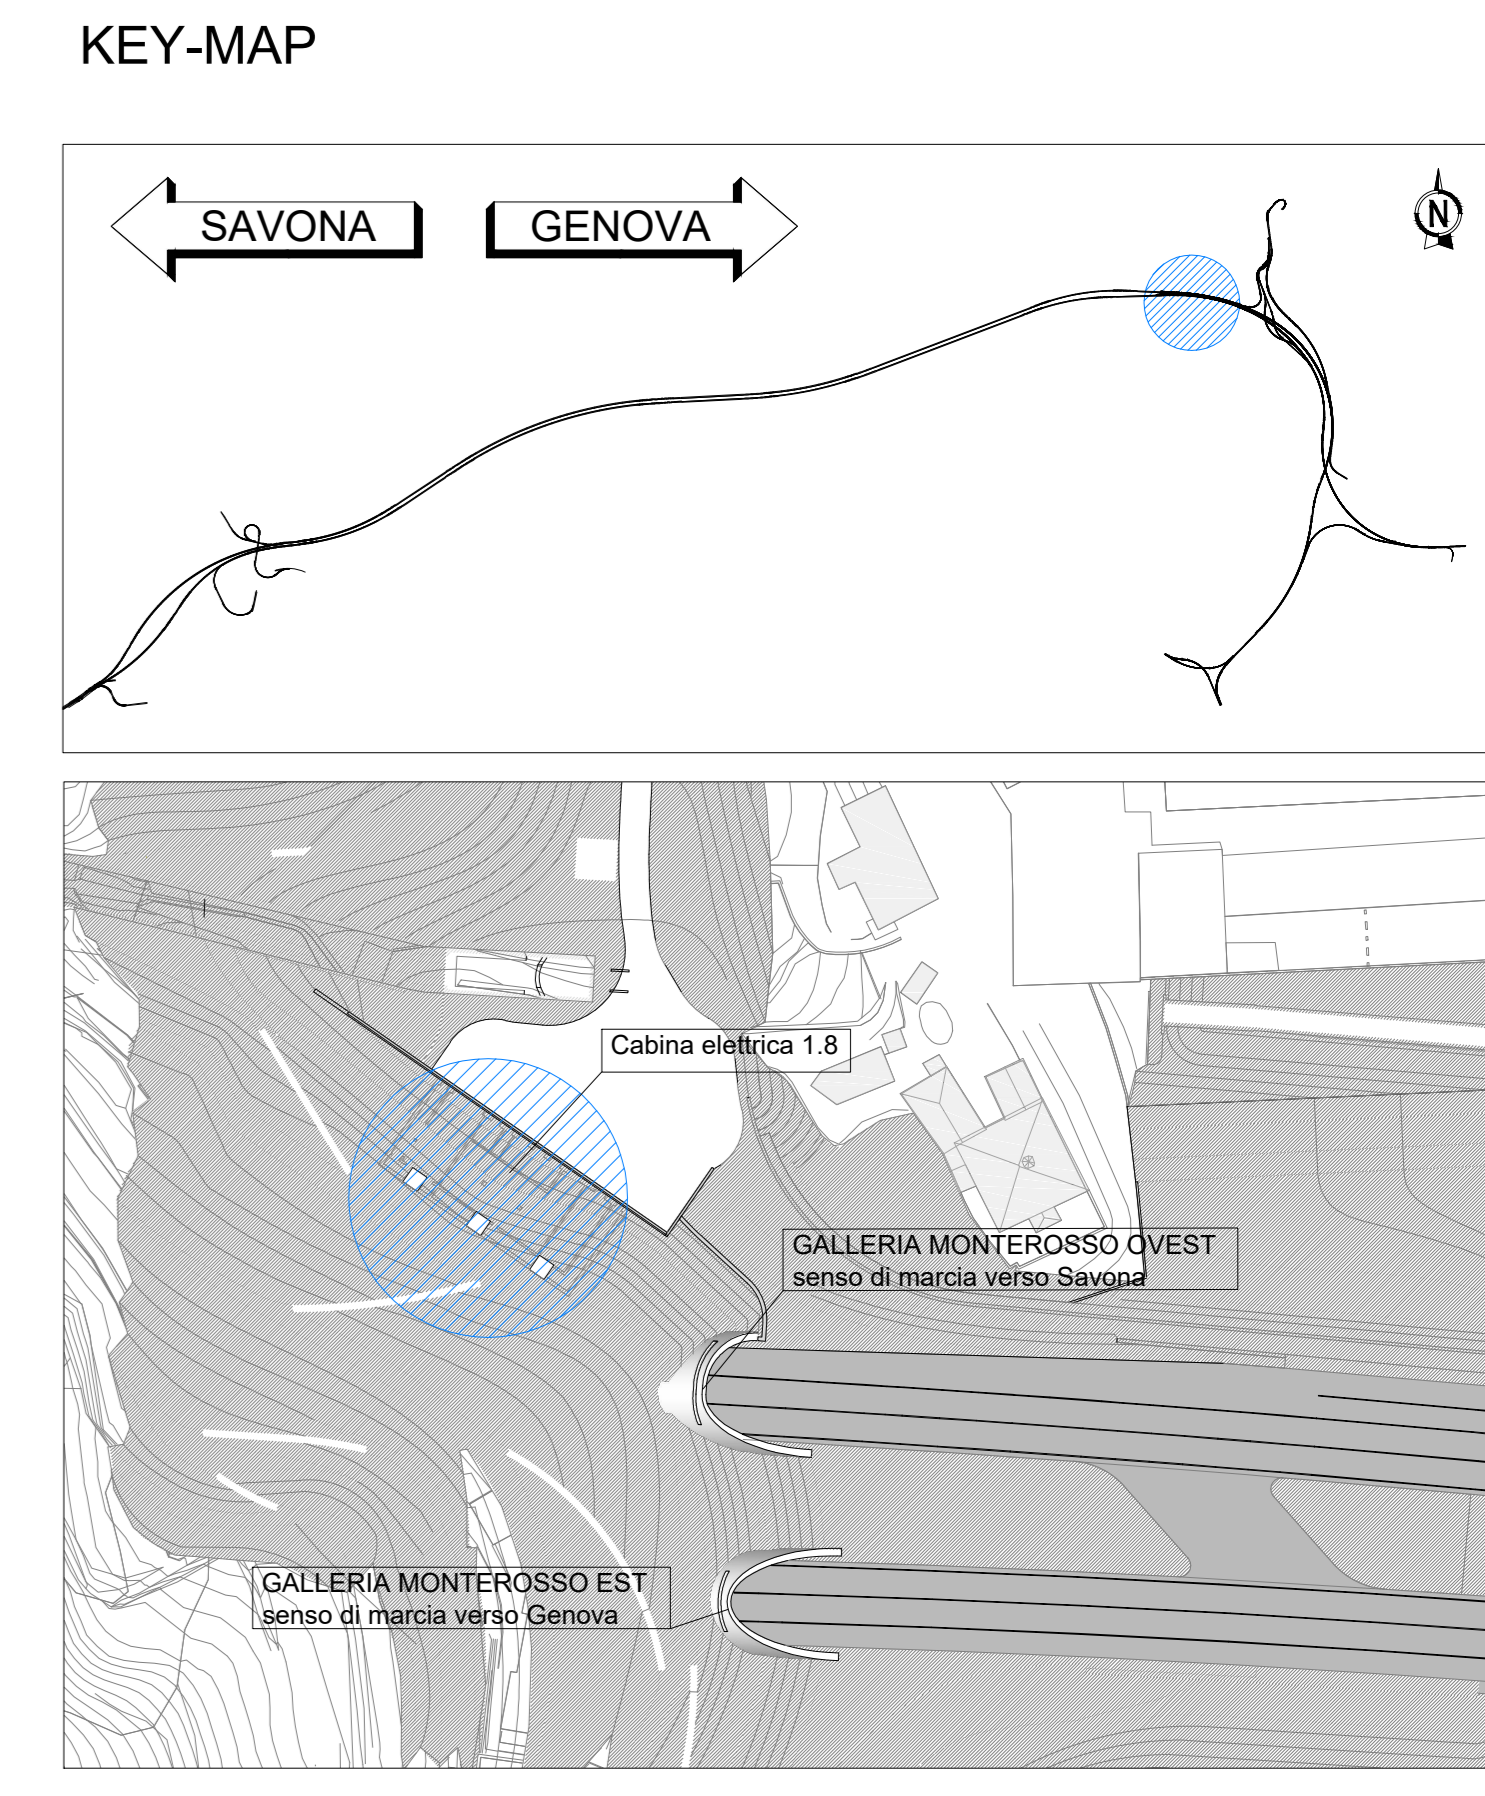 KEY-MAP
SAVONA
GENOVA
N
Cabina elettrica 1.8
GALLERIA MONTEROSSO OVEST
senso di marcia verso Savona
GALLERIA MONTEROSSO EST
senso di marcia verso Genova